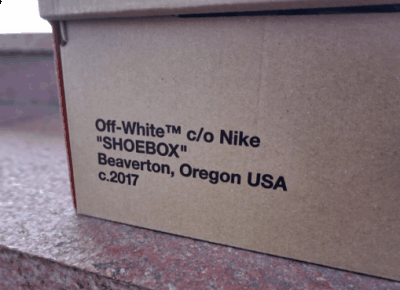 Off-White™ c/o Nike
"SHOEBOX"
Beaverton, Oregon USA
c.2017